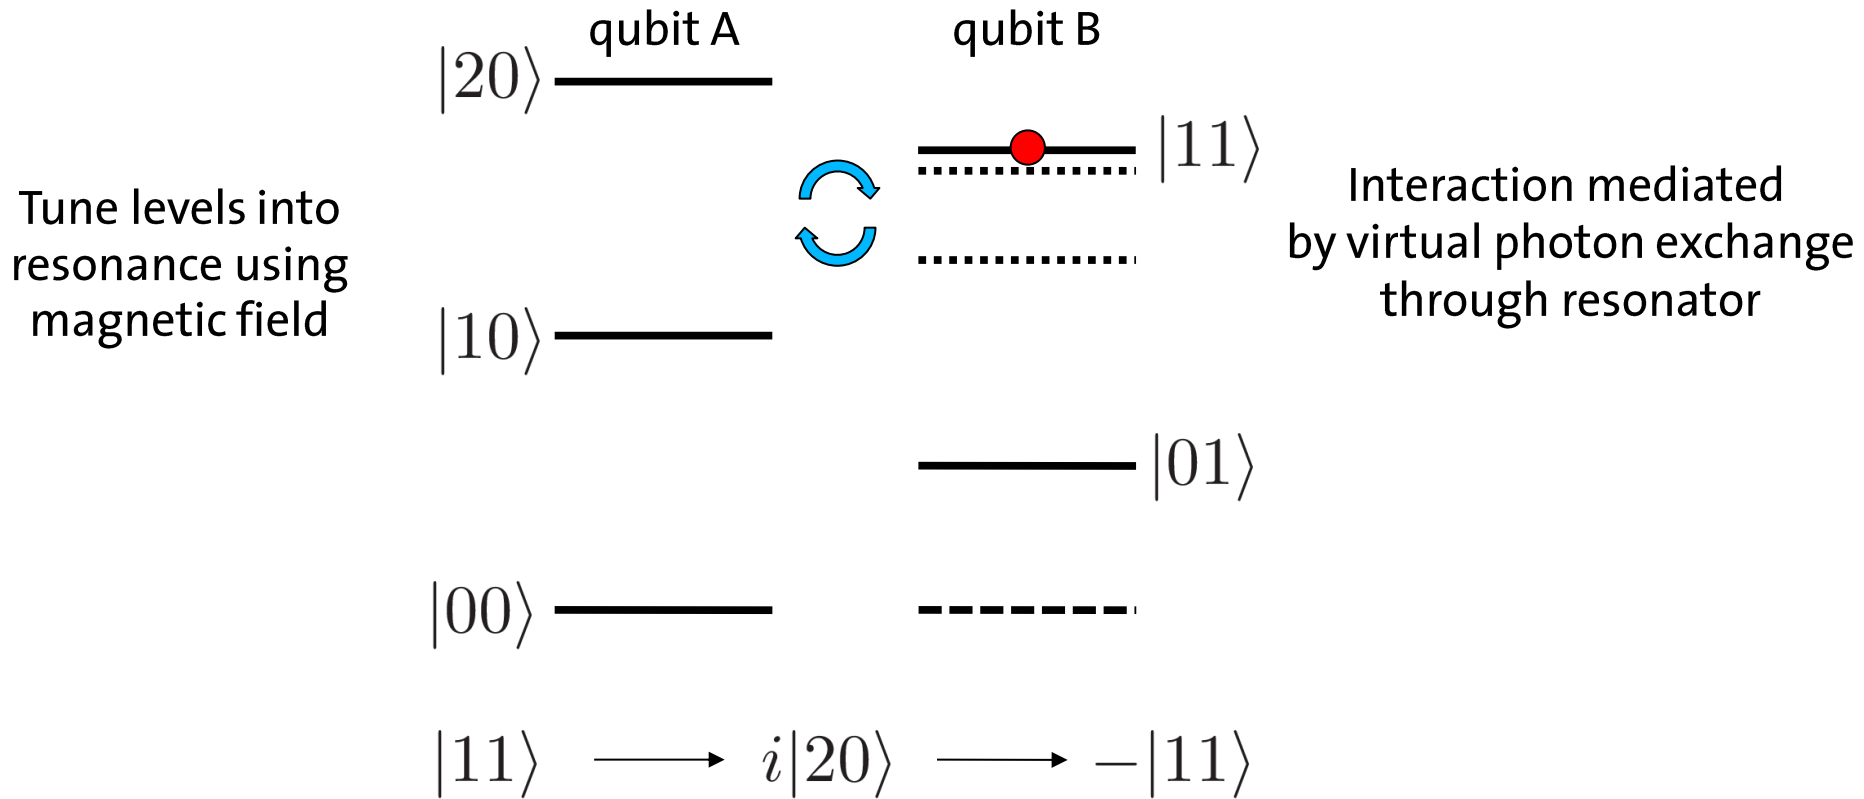 qubit A
qubit B
|20⟩
|11⟩
Tune levels into
resonance using
magnetic field
Interaction mediated
by virtual photon exchange
through resonator
|10⟩
|01⟩
|00⟩
|11⟩ → i|20⟩ → −|11⟩